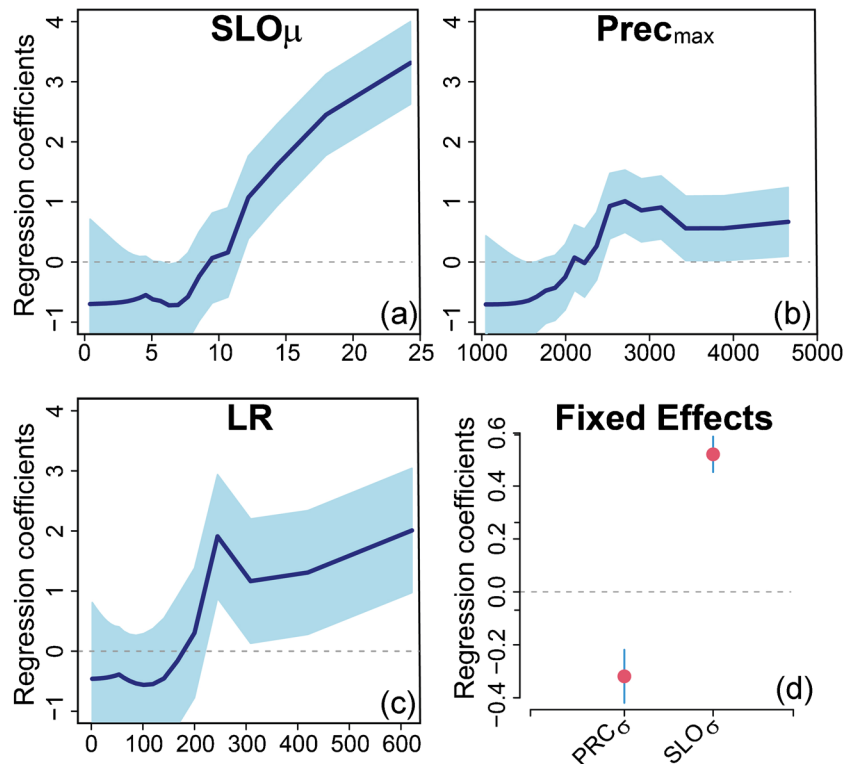 SLOμ
Regression coefficients
4
3
2
1
0
−1
(a)
0 5 10 15 20 25
Precmax
4
3
2
1
0
−1
(b)
1000 2000 3000 4000 5000
LR
Regression coefficients
4
3
2
1
0
−1
(c)
0 100 200 300 400 500 600
Fixed Effects
Regression coefficients
0.6
0.4
0.2
0.0
−0.2
−0.4
(d)
PRCσ
SLOσ